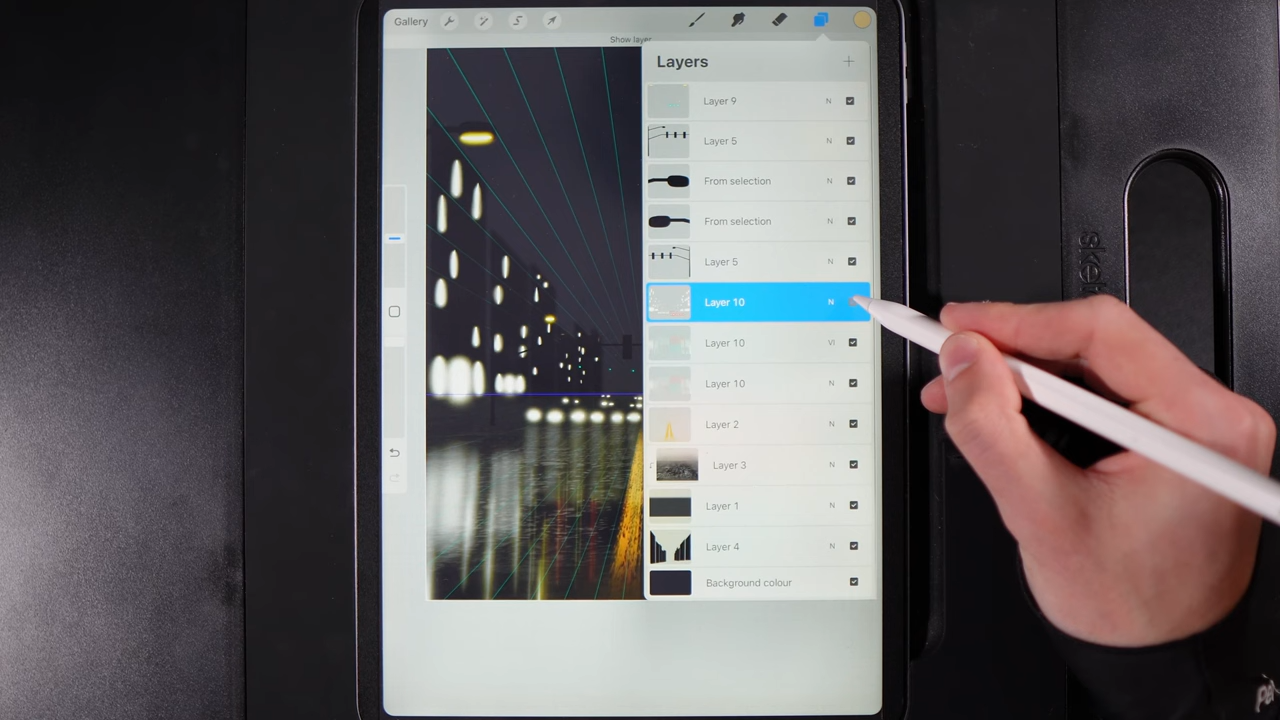 Gallery
Show layer
Layers
Layer 9 N
Layer 5 N
From selection N
From selection N
Layer 5 N
Layer 10 N
Layer 10 Vl
Layer 10 N
Layer 2 N
Layer 3 N
Layer 1 N
Layer 4 N
Background colour